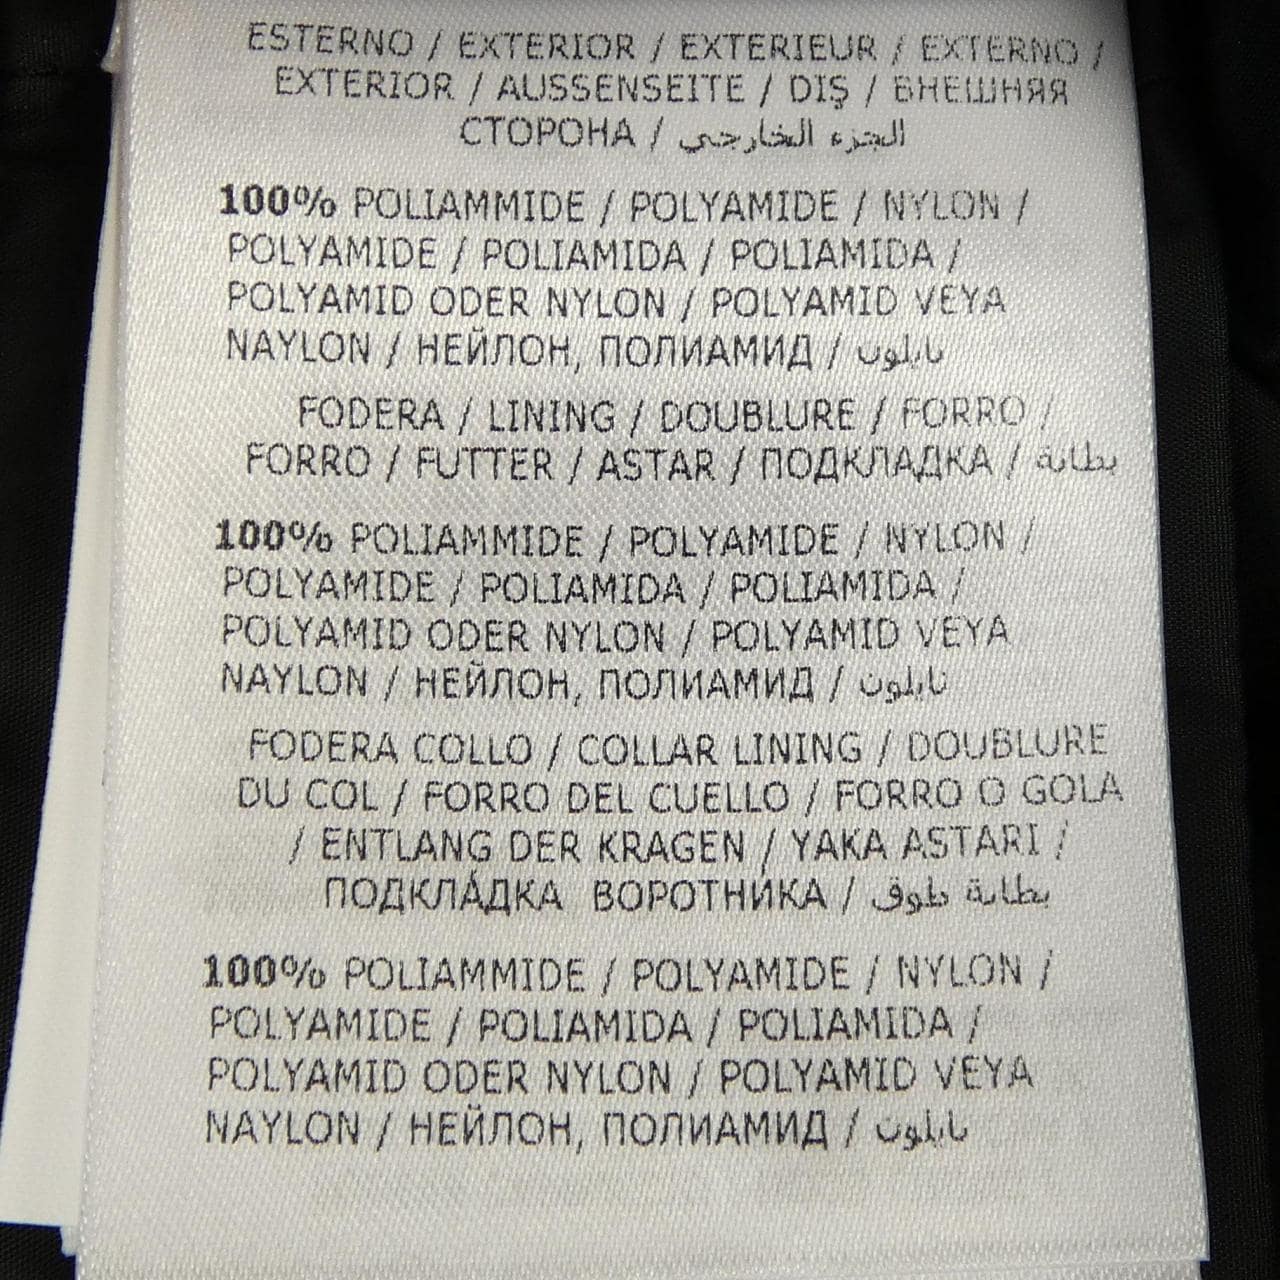 ESTERNO / EXTERIOR / EXTERIEUR / EXTERNO /
EXTERIOR / AUSSENSEITE / DIŞ / ВНЕШНЯЯ
СТОРОНА / الجزء الخارجي
100% POLIAMMIDE / POLYAMIDE / NYLON /
POLYAMIDE / POLIAMIDA / POLIAMIDA /
POLYAMID ODER NYLON / POLYAMID VEYA
NAYLON / НЕЙЛОН, ПОЛИАМИД / نايلون
FODERA / LINING / DOUBLURE / FORRO /
FORRO / FUTTER / ASTAR / ПОДКЛАДКА / بطانة
100% POLIAMMIDE / POLYAMIDE / NYLON /
POLYAMIDE / POLIAMIDA / POLIAMIDA /
POLYAMID ODER NYLON / POLYAMID VEYA
NAYLON / НЕЙЛОН, ПОЛИАМИД / نايلون
FODERA COLLO / COLLAR LINING / DOUBLURE
DU COL / FORRO DEL CUELLO / FORRO O GOLA
/ ENTLANG DER KRAGEN / YAKA ASTARI /
ПОДКЛА́ДКА ВОРОТНИ́КА / بطانة طوق
100% POLIAMMIDE / POLYAMIDE / NYLON /
POLYAMIDE / POLIAMIDA / POLIAMIDA /
POLYAMID ODER NYLON / POLYAMID VEYA
NAYLON / НЕЙЛОН, ПОЛИАМИД / نايلون